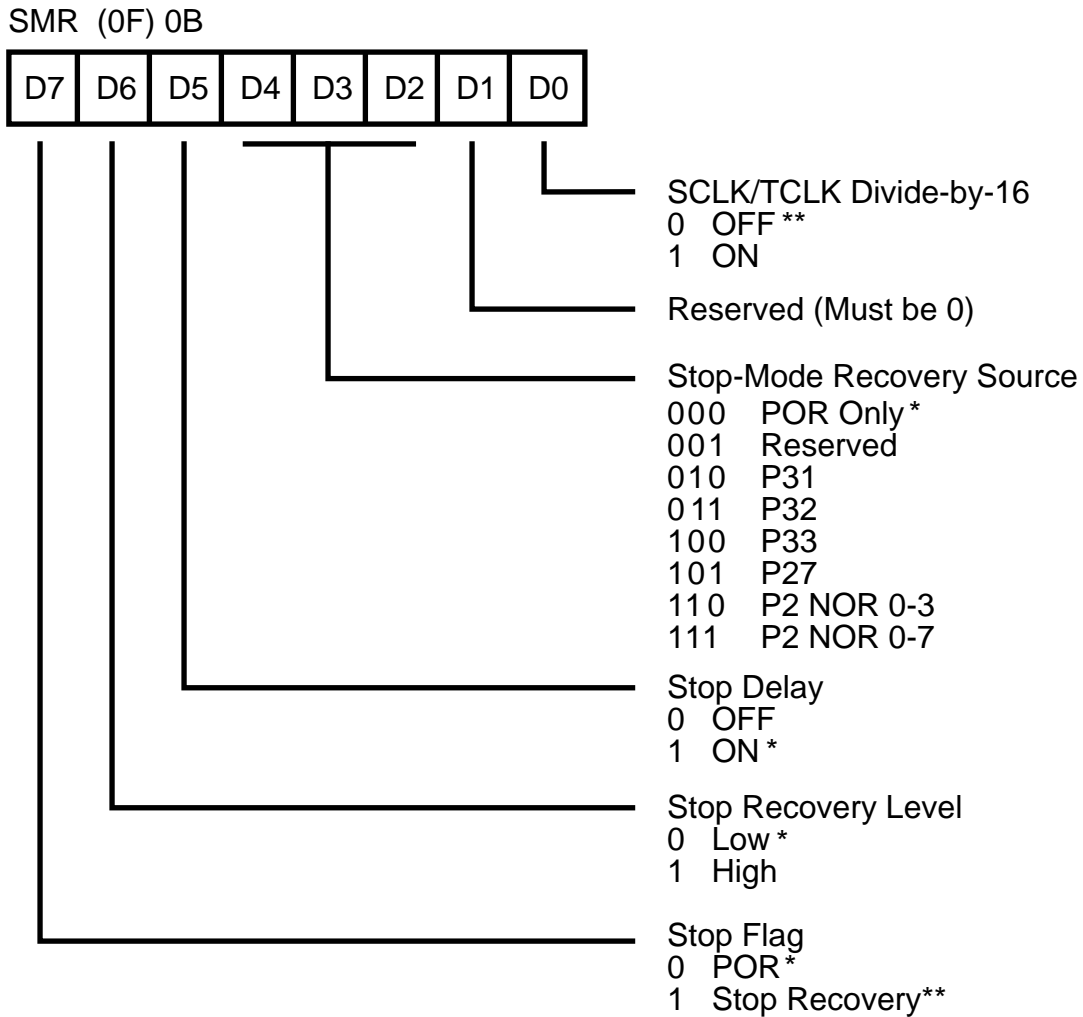 SMR (0F) 0B
D7 D6 D5 D4 D3 D2 D1 D0
SCLK/TCLK Divide-by-16
0 OFF **
1 ON
Reserved (Must be 0)
Stop-Mode Recovery Source
000 POR Only *
001 Reserved
010 P31
011 P32
100 P33
101 P27
110 P2 NOR 0-3
111 P2 NOR 0-7
Stop Delay
0 OFF
1 ON *
Stop Recovery Level
0 Low *
1 High
Stop Flag
0 POR *
1 Stop Recovery**